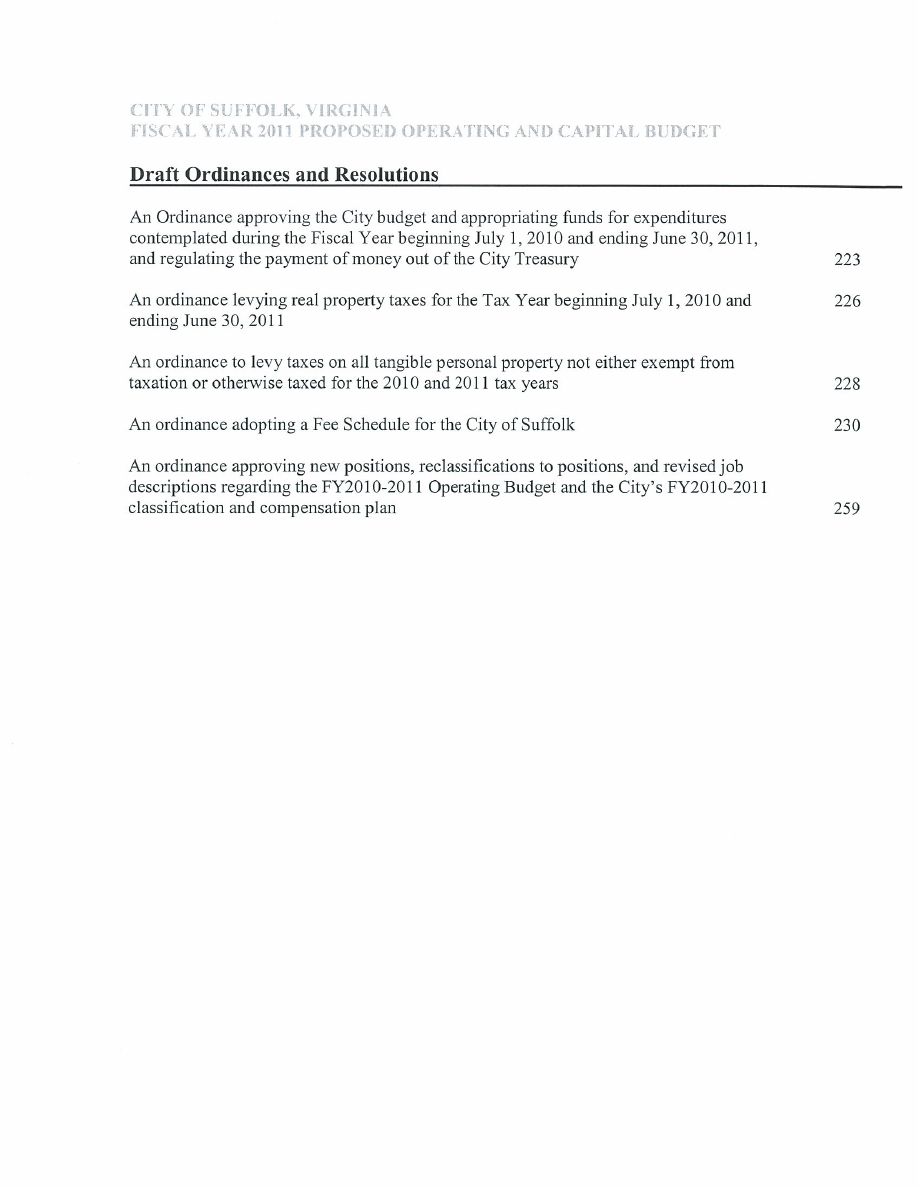 CITY OF SUFFOLK, VIRGINIA
FISCAL YEAR 2011 PROPOSED OPERATING AND CAPITAL BUDGET
Draft Ordinances and Resolutions
An Ordinance approving the City budget and appropriating funds for expenditures
contemplated during the Fiscal Year beginning July 1, 2010 and ending June 30, 2011,
and regulating the payment of money out of the City Treasury 223
An ordinance levying real property taxes for the Tax Year beginning July 1, 2010 and 226
ending June 30, 2011
An ordinance to levy taxes on all tangible personal property not either exempt from
taxation or otherwise taxed for the 2010 and 2011 tax years 228
An ordinance adopting a Fee Schedule for the City of Suffolk 230
An ordinance approving new positions, reclassifications to positions, and revised job
descriptions regarding the FY2010-2011 Operating Budget and the City's FY2010-2011
classification and compensation plan 259